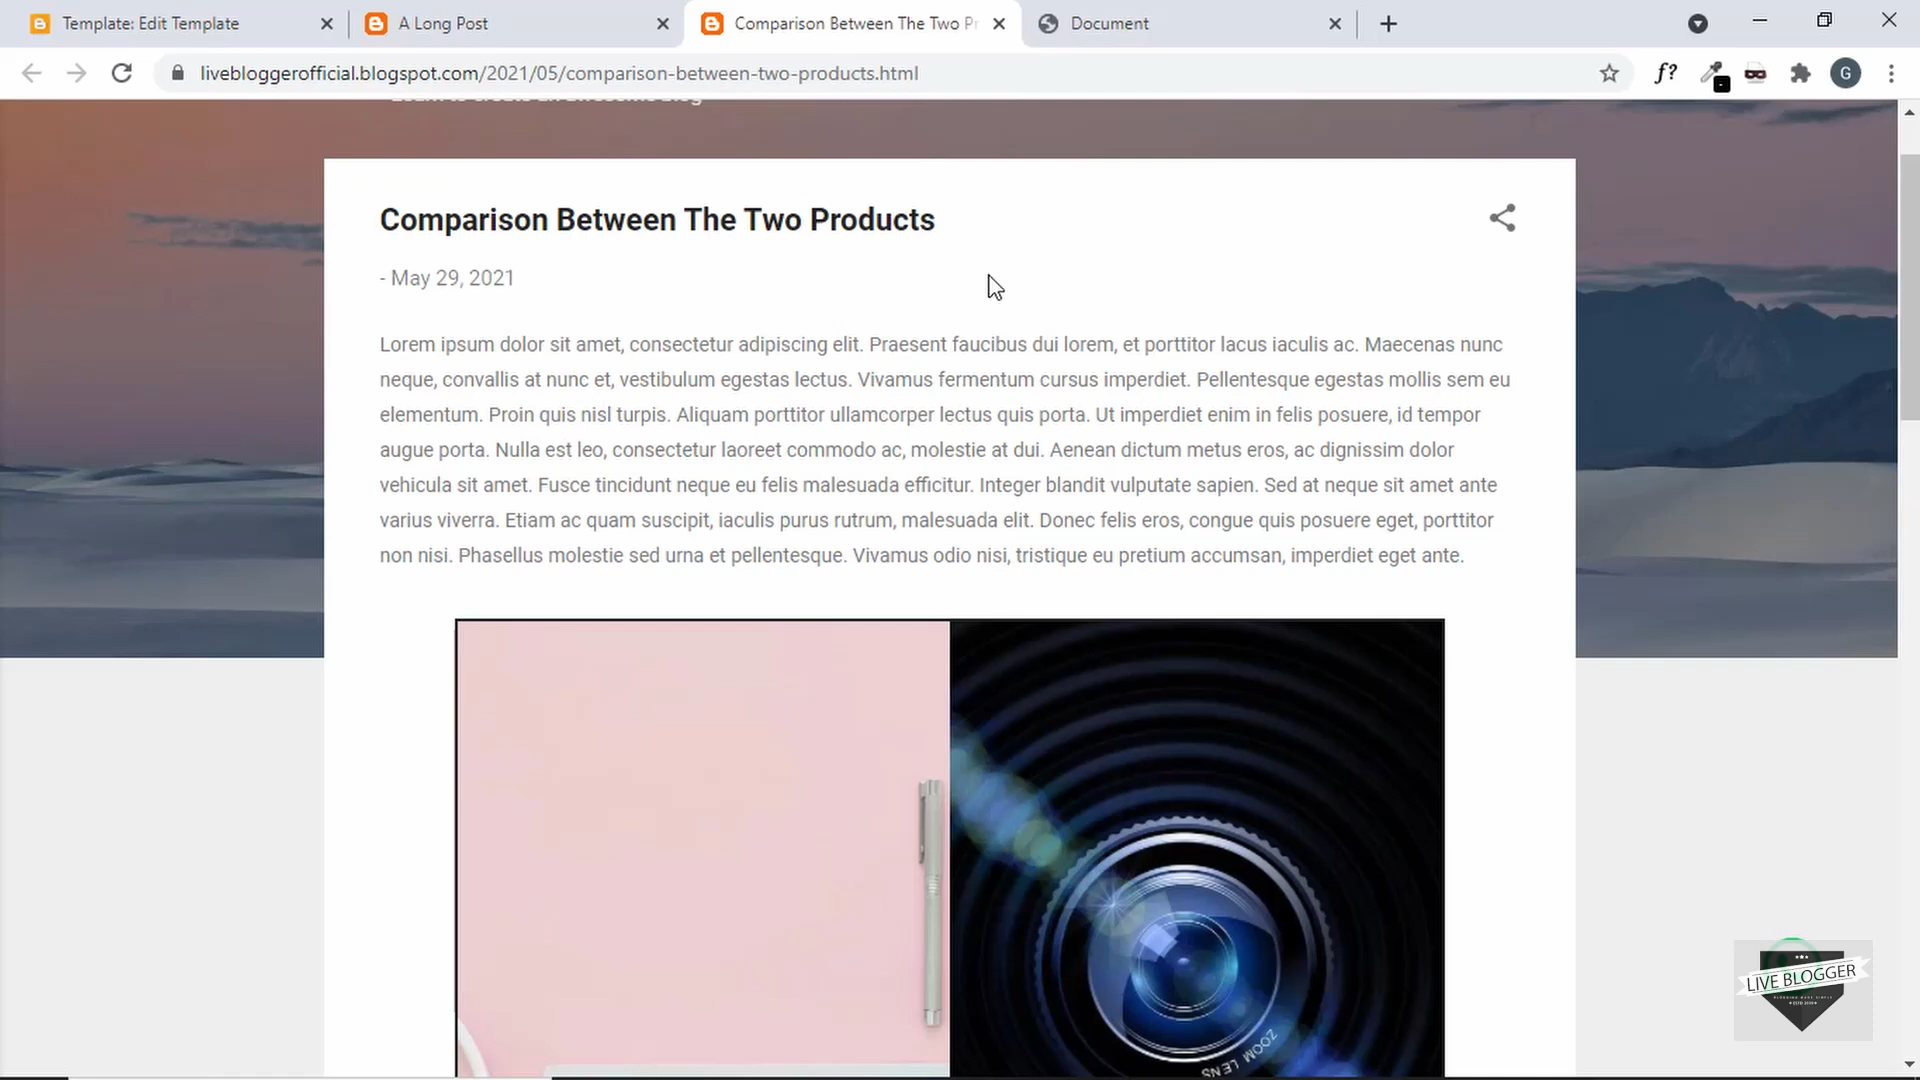 Template: Edit Template
A Long Post
Comparison Between The Two Pr
Document
livebloggerofficial.blogspot.com/2021/05/comparison-between-two-products.html
f?
G
Comparison Between The Two Products
- May 29, 2021
Lorem ipsum dolor sit amet, consectetur adipiscing elit. Praesent faucibus dui lorem, et porttitor lacus iaculis ac. Maecenas nunc
neque, convallis at nunc et, vestibulum egestas lectus. Vivamus fermentum cursus imperdiet. Pellentesque egestas mollis sem eu
elementum. Proin quis nisl turpis. Aliquam porttitor ullamcorper lectus quis porta. Ut imperdiet enim in felis posuere, id tempor
augue porta. Nulla est leo, consectetur laoreet commodo ac, molestie at dui. Aenean dictum metus eros, ac dignissim dolor
vehicula sit amet. Fusce tincidunt neque eu felis malesuada efficitur. Integer blandit vulputate sapien. Sed at neque sit amet ante
varius viverra. Etiam ac quam suscipit, iaculis purus rutrum, malesuada elit. Donec felis eros, congue quis posuere eget, porttitor
non nisi. Phasellus molestie sed urna et pellentesque. Vivamus odio nisi, tristique eu pretium accumsan, imperdiet eget ante.
ZOOM LENS
LIVE BLOGGER